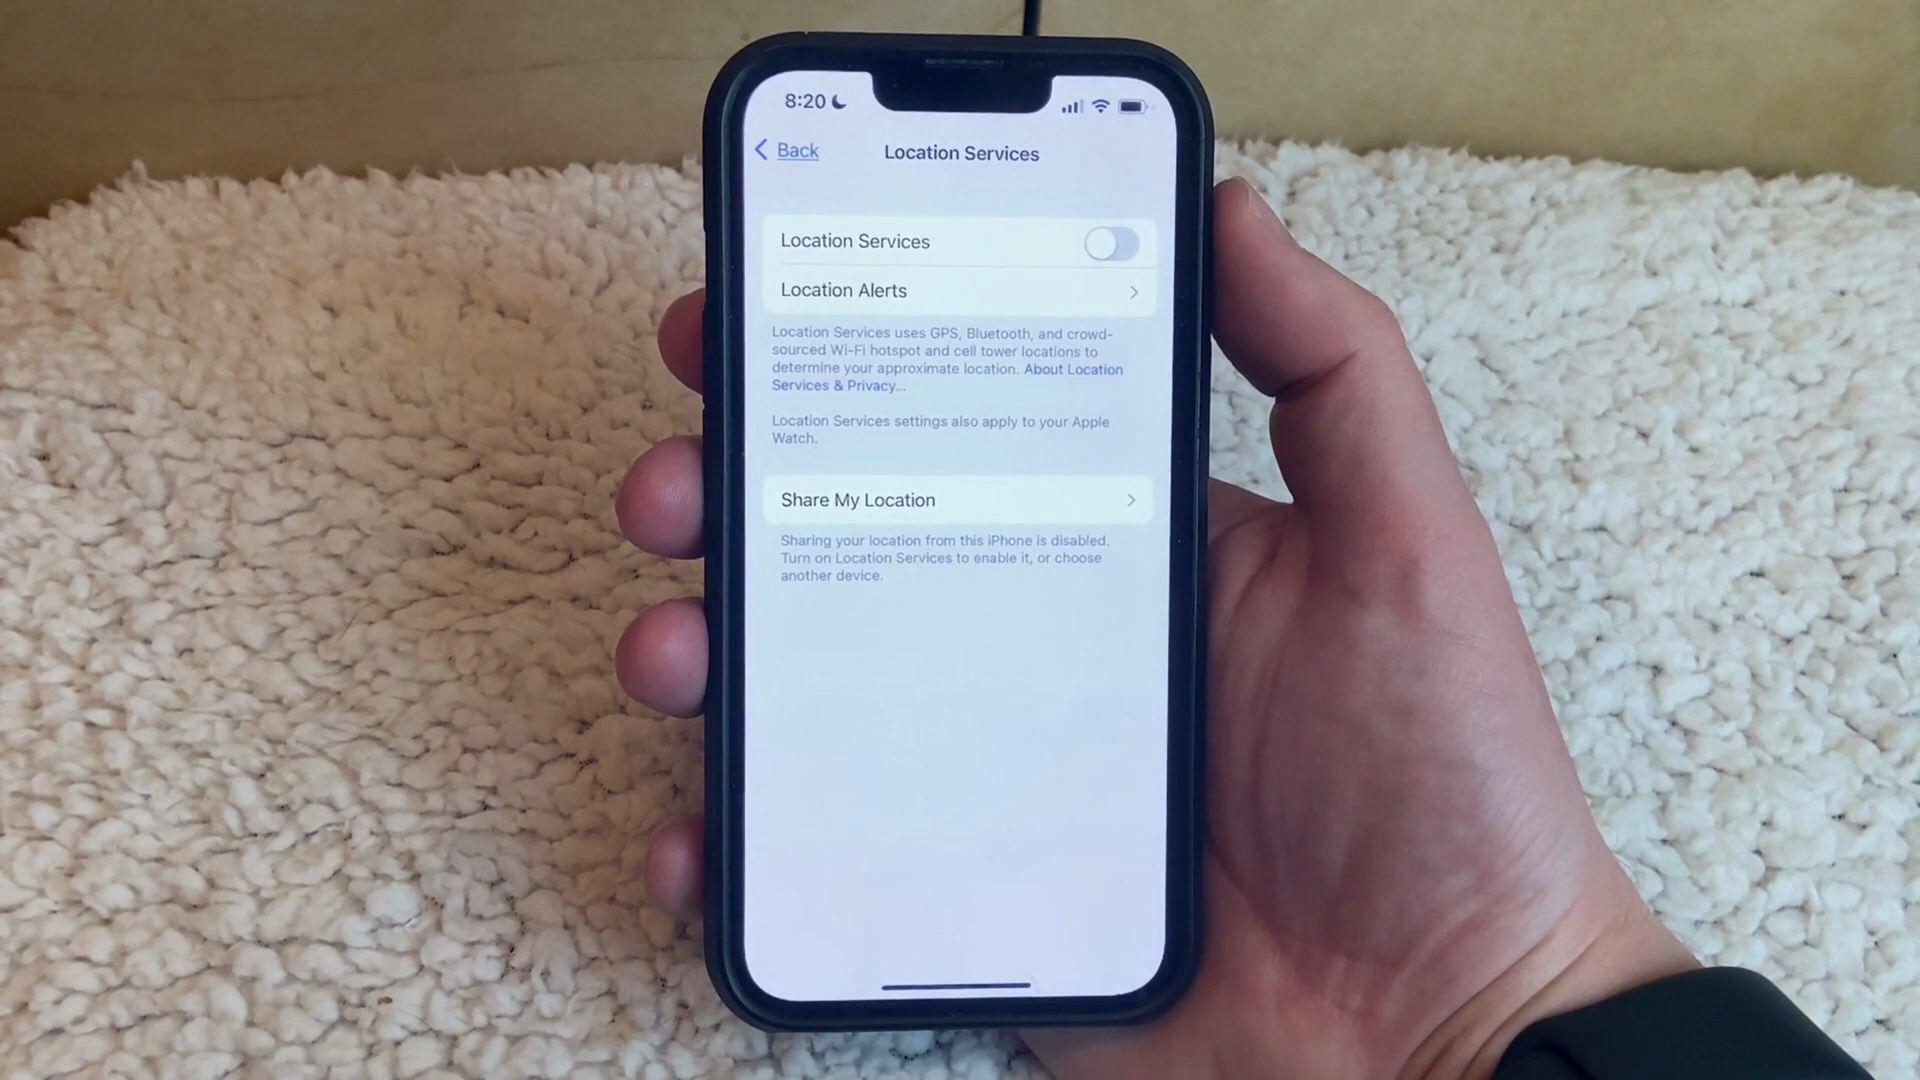 8:20
Back
Location Services
Location Services
Location Alerts
Location Services uses GPS, Bluetooth, and crowd-
sourced Wi-Fi hotspot and cell tower locations to
determine your approximate location. About Location
Services & Privacy...
Location Services settings also apply to your Apple
Watch.
Share My Location
Sharing your location from this iPhone is disabled.
Turn on Location Services to enable it, or choose
another device.